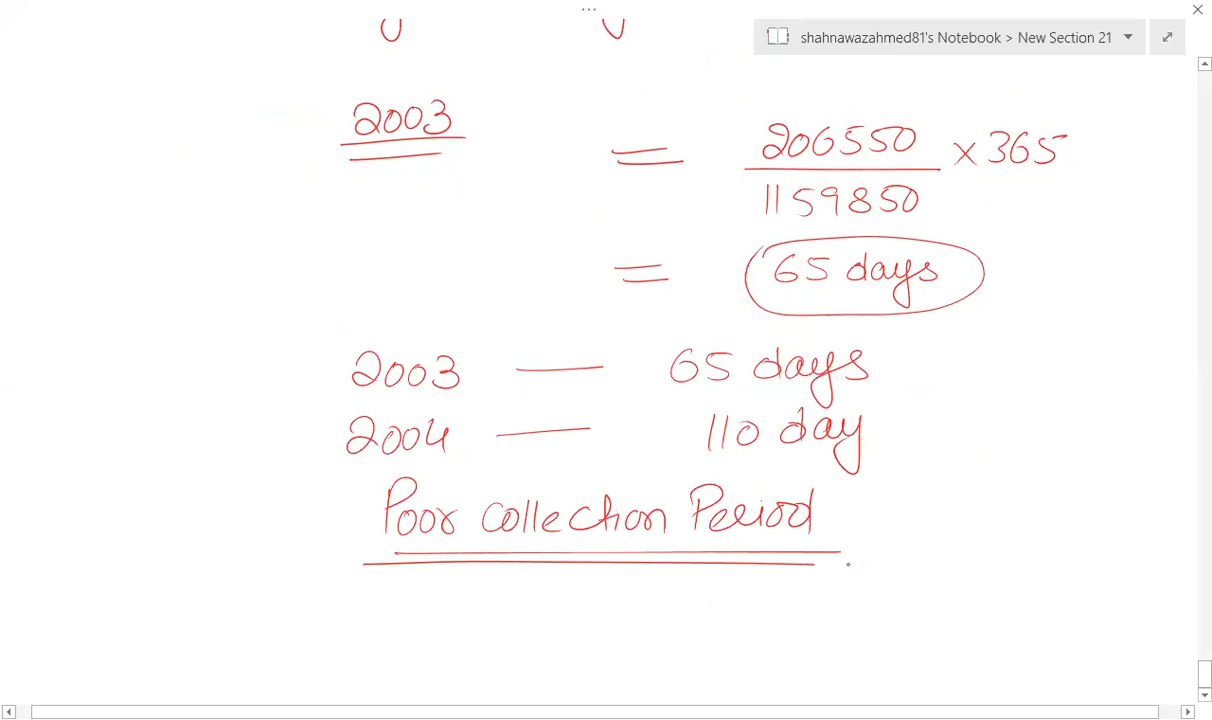 shahnawazahmed81's Notebook > New Section 21
2003 = 206550 / 1159850 × 365
= 65 days
2003 — 65 days
2004 — 110 day
Poor collection Period